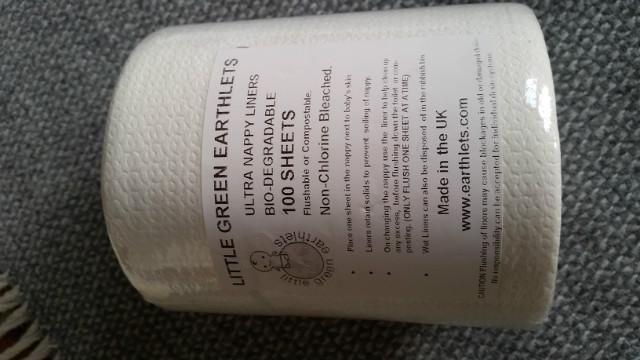 LITTLE GREEN EARTHLETS
ULTRA NAPPY LINERS
BIO-DEGRADABLE
100 SHEETS
Flushable or Compostable.
Non-Chlorine Bleached.
little green earthlets
• Place one sheet in the nappy next to baby's skin
• Liners retain solids to prevent soiling of nappy.
• On changing the nappy use the liner to help clean up
any excess, before flushing down the toilet or com-
posting. (ONLY FLUSH ONE SHEET AT A TIME)
• Wet Liners can also be disposed of in the rubbish bin
Made in the UK
www.earthlets.com
CAUTION Flushing of liners may cause blockages in old or damaged drains
no responsibility can be accepted for individual